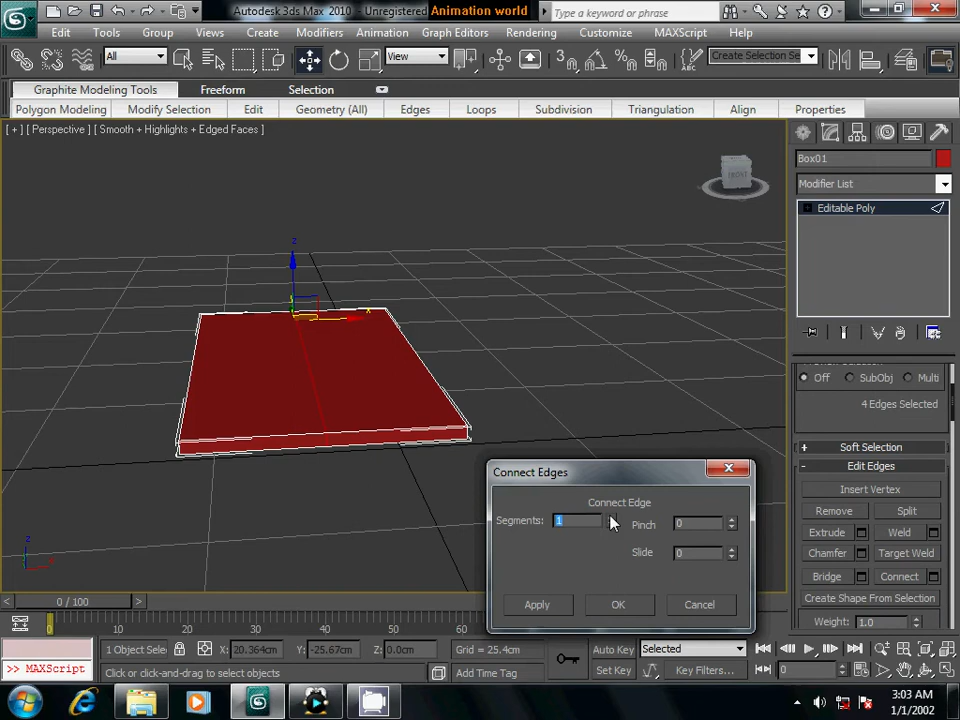 Autodesk 3ds Max 2010 - Unregistered Animation world Type a keyword or phrase
Edit Tools Group Views Create Modifiers Animation Graph Editors Rendering Customize MAXScript Help
All View 3 Create Selection Se
Graphite Modeling Tools Freeform Selection
Polygon Modeling Modify Selection Edit Geometry (All) Edges Loops Subdivision Triangulation Align Properties
[ + ] [ Perspective ] [ Smooth + Highlights + Edged Faces ]
FRONT
Box01
Modifier List
Editable Poly
z
x
Off SubObj Multi
4 Edges Selected
+ Soft Selection
- Edit Edges
Insert Vertex
Remove Split
Extrude Weld
Chamfer Target Weld
Bridge Connect
Create Shape From Selection
Weight: 1.0
Connect Edges
Connect Edge
Segments: 1
Pinch 0
Slide 0
Apply OK Cancel
z
< 0 / 100 >
0 10 20 30 40 50 60
1 Object Sele X: 20.364cm Y: -25.67cm Z: 0.0cm Grid = 25.4cm Auto Key Selected
>> MAXScript Click or click-and-drag to select objects Add Time Tag Set Key Key Filters... 0
3:03 AM
1/1/2002